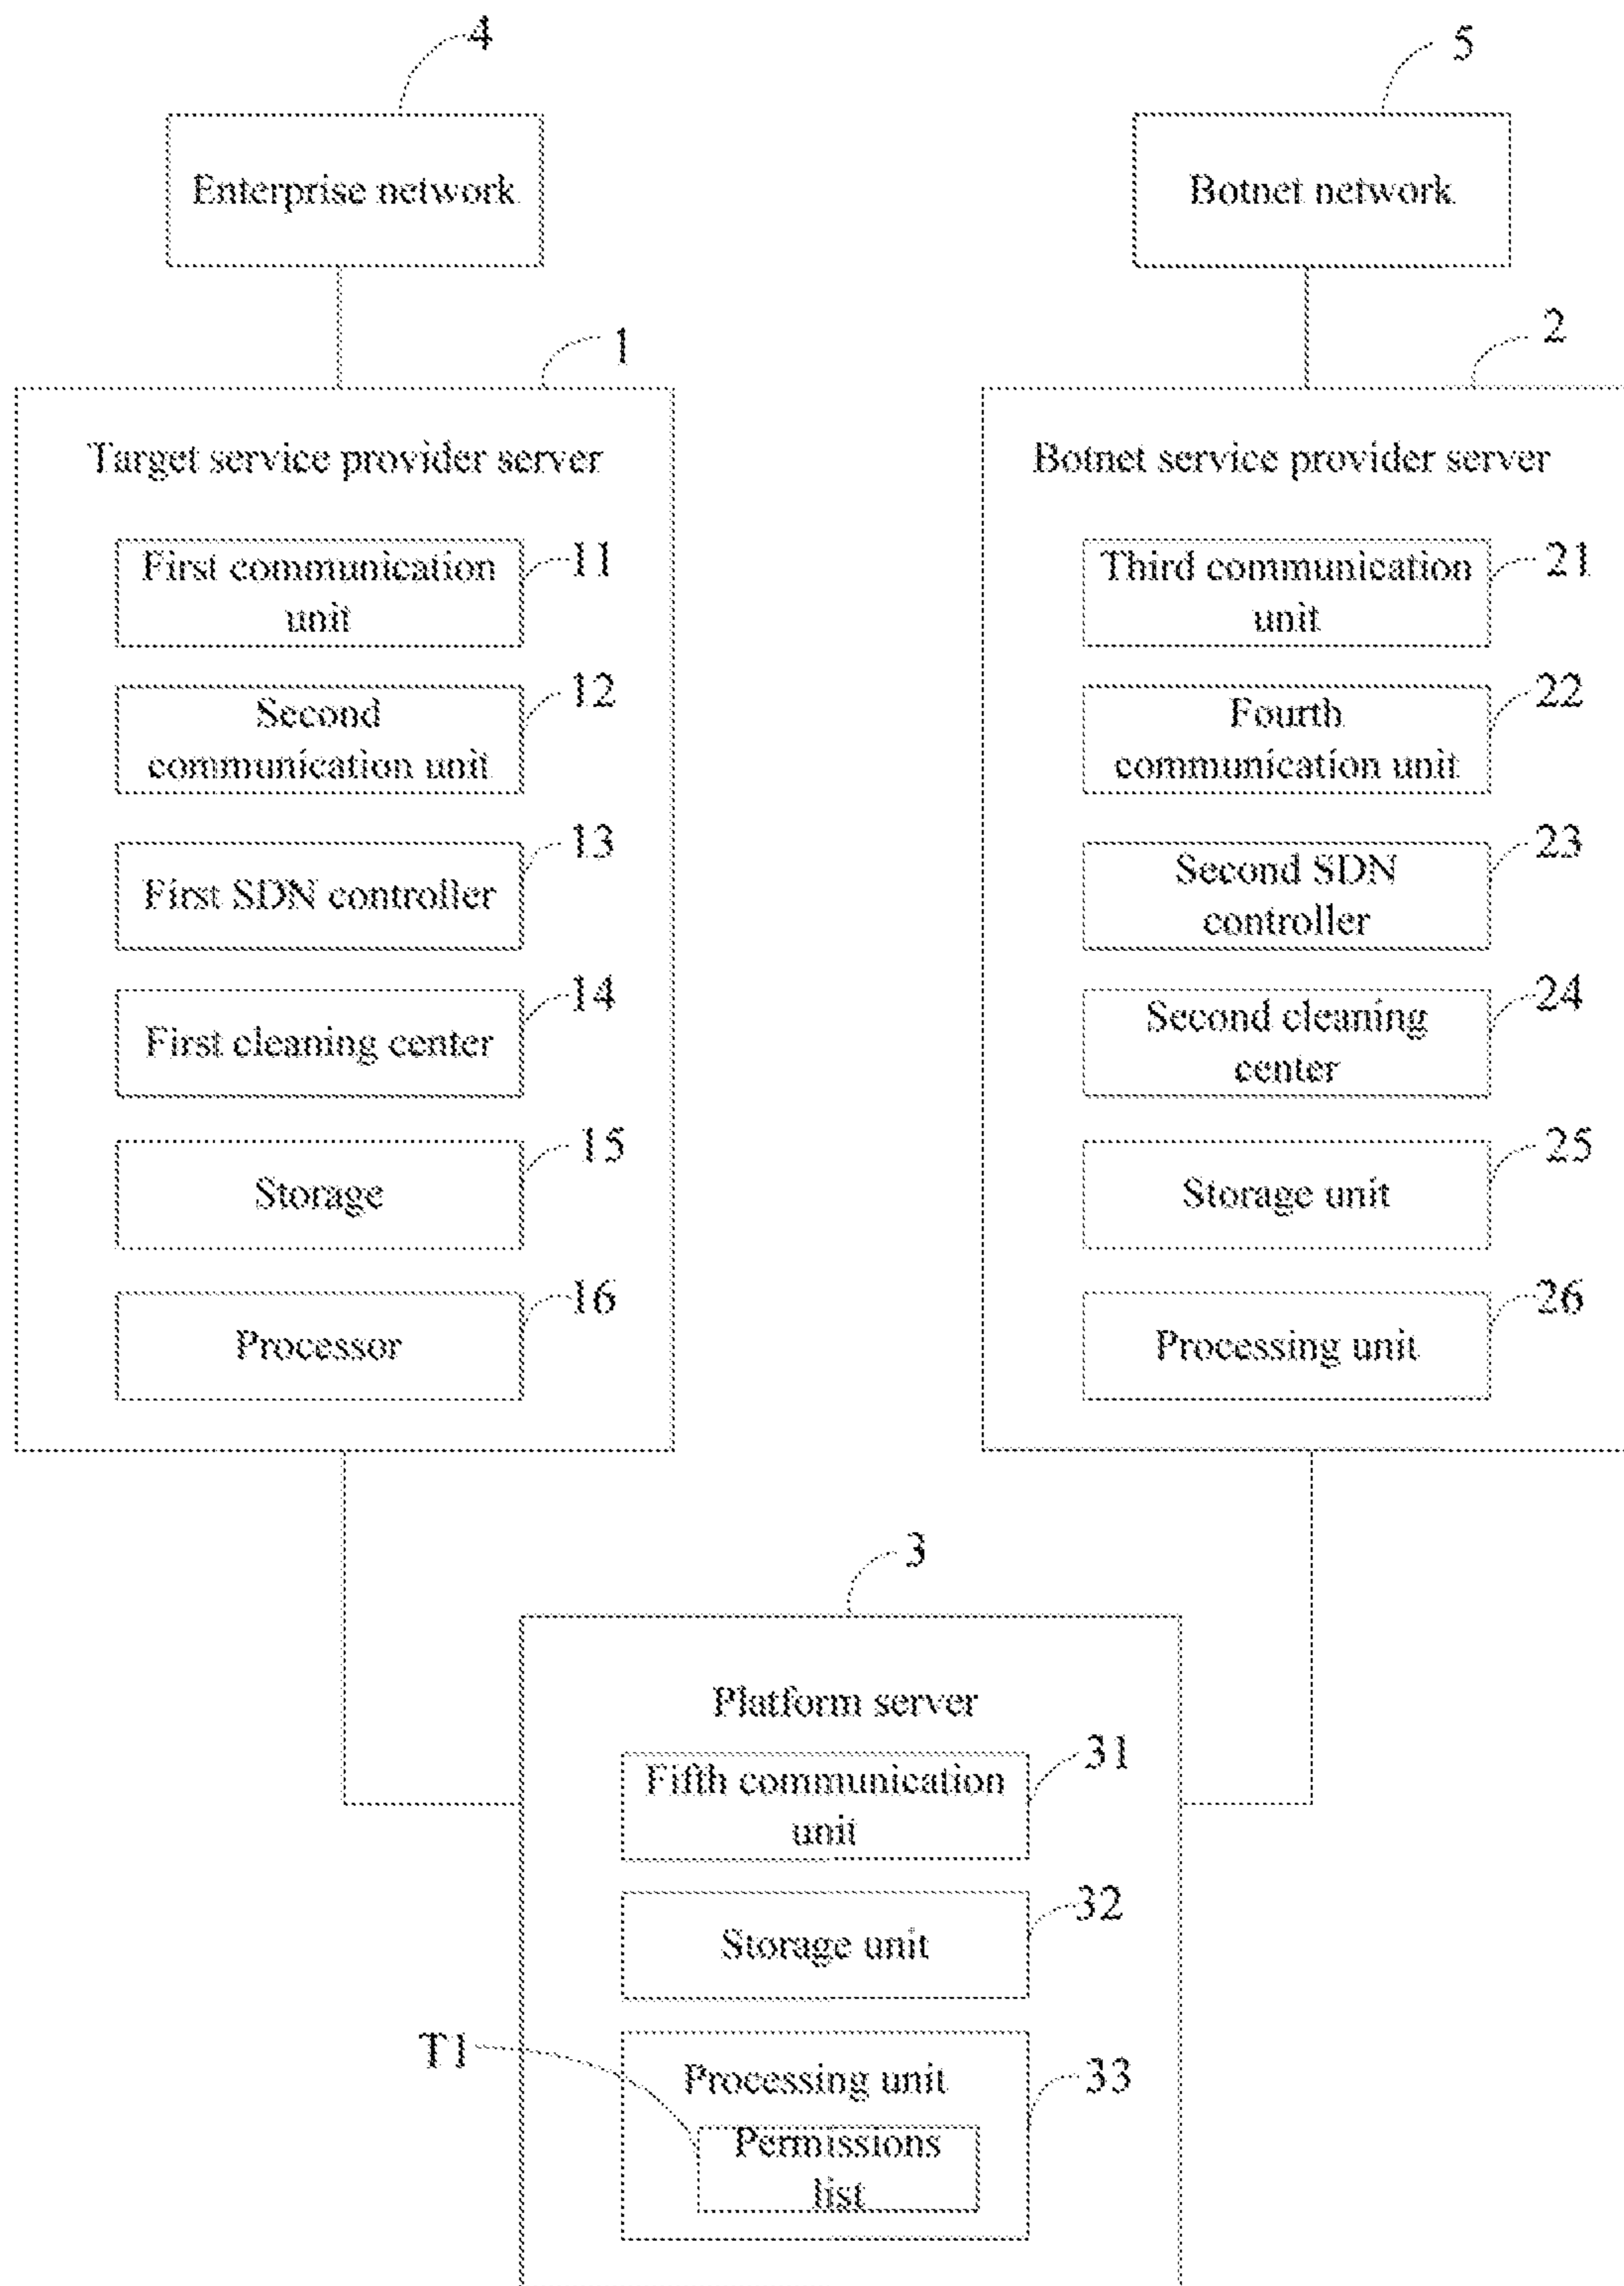 4
Enterprise network
5
Botnet network
1
Target service provider server
First communication
unit
11
Second
communication unit
12
First SDN controller
13
First cleaning center
14
Storage
15
Processor
16
2
Botnet service provider server
Third communication
unit
21
Fourth
communication unit
22
Second SDN
controller
23
Second cleaning
center
24
Storage unit
25
Processing unit
26
3
Platform server
Fifth communication
unit
31
Storage unit
32
T1
Processing unit
33
Permissions
list